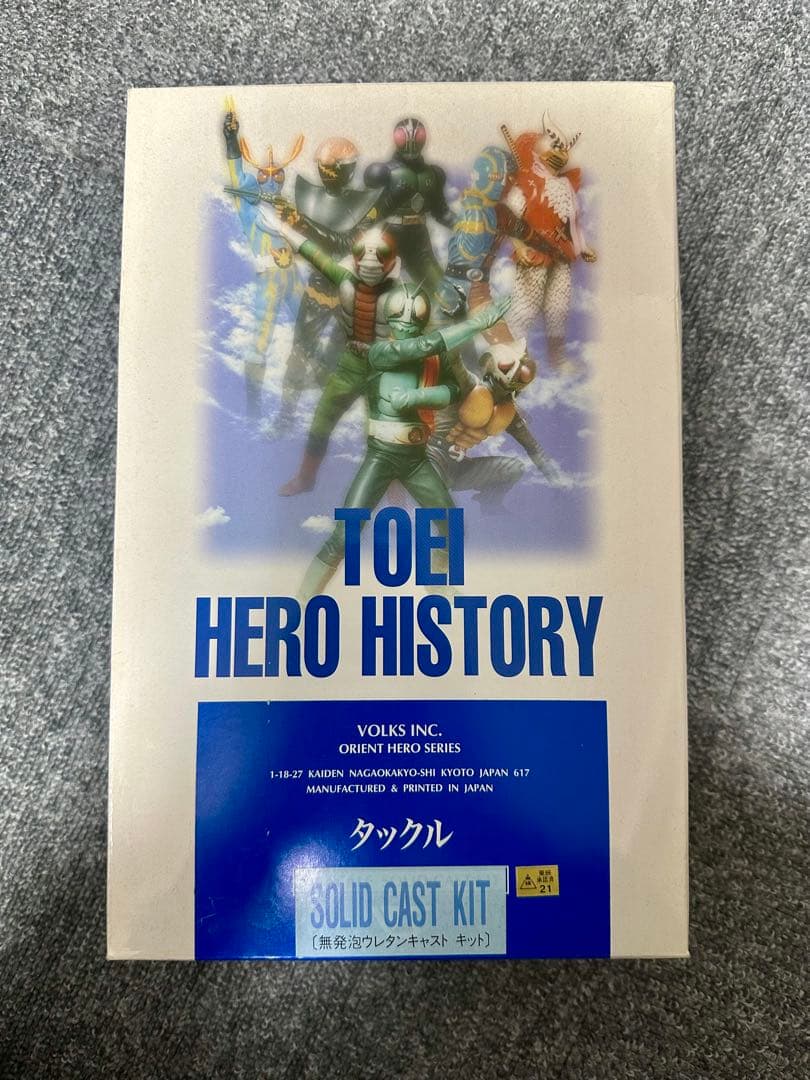 TOEI
HERO HISTORY
VOLKS INC.
ORIENT HERO SERIES
1-18-27 KAIDEN NAGAOKAKYO-SHI KYOTO JAPAN 617
MANUFACTURED & PRINTED IN JAPAN
タックル
SOLID CAST KIT
〔無発泡ウレタンキャスト キット〕
21